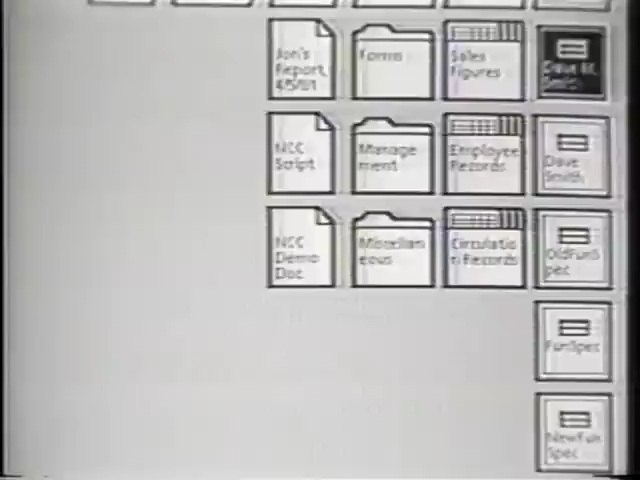 Jon's
Report,
4/5/81
Forms
Sales
Figures
Dave
NCC
Script
Manage
ment
Employee
Records
Dave
Smith
NCC
Demo
Doc
Miscellan
eous
Circulatio
n Records
OldFunS
pec
FunSpec
NewFun
Spec